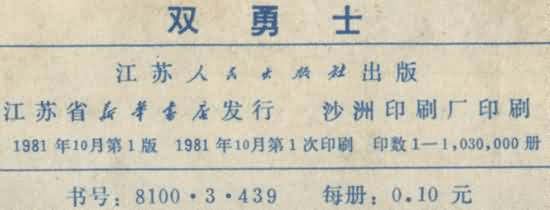 双勇士
江苏人民出版社出版
江苏省新华书店发行 沙洲印刷厂印刷
1981年10月第1版 1981年10月第1次印刷 印数1—1,030,000册
书号：8100·3·439 每册：0.10元